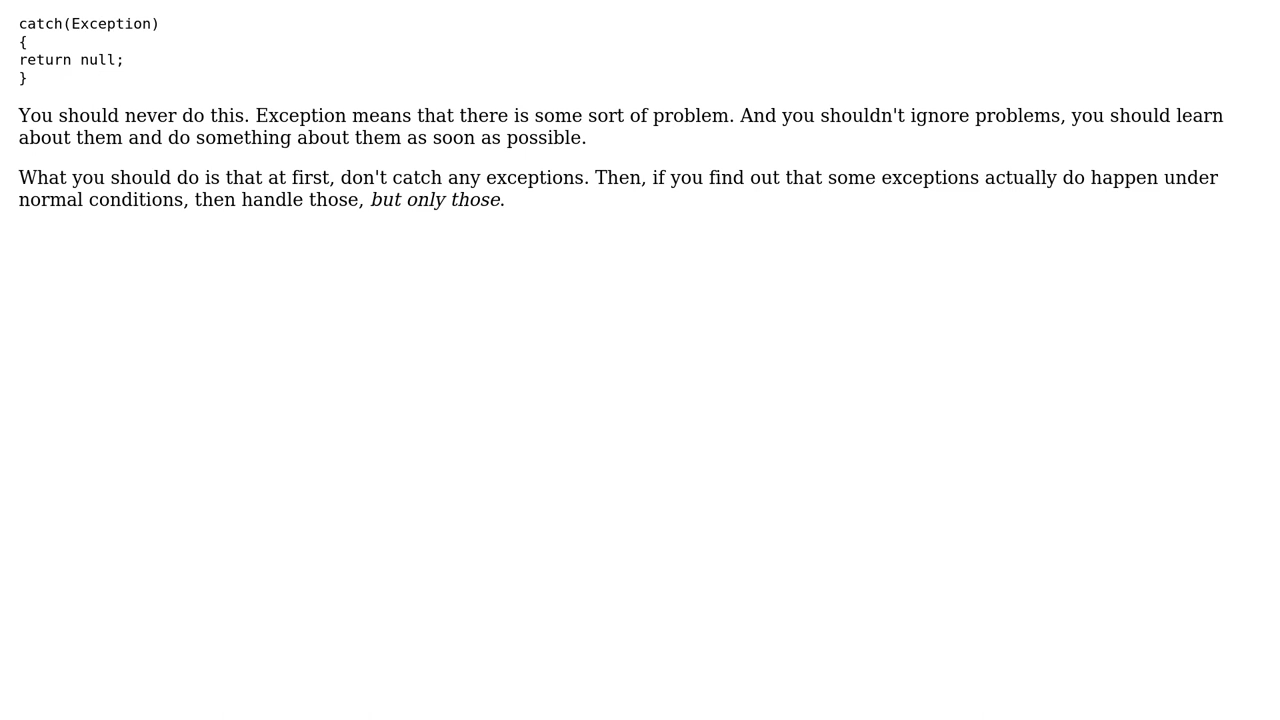 catch(Exception)
{
return null;
}
You should never do this. Exception means that there is some sort of problem. And you shouldn't ignore problems, you should learn
about them and do something about them as soon as possible.
What you should do is that at first, don't catch any exceptions. Then, if you find out that some exceptions actually do happen under
normal conditions, then handle those, but only those.